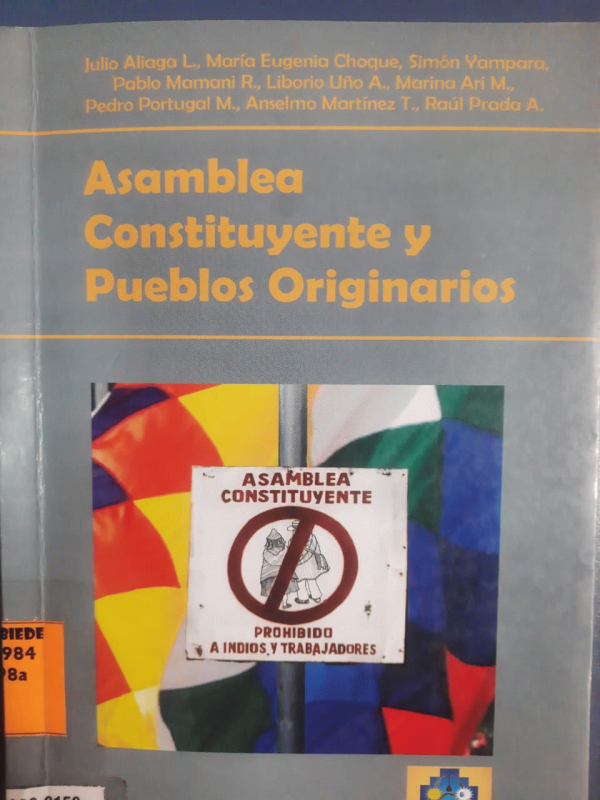 Julio Aliaga L., María Eugenia Choque, Simón Yampara,
Pablo Mamani R., Liborio Uño A., Marina Ari M.,
Pedro Portugal M., Anselmo Martínez T., Raúl Prada A.
Asamblea
Constituyente y
Pueblos Originarios
ASAMBLEA
CONSTITUYENTE
PROHIBIDO
A INDIOS Y TRABAJADORES
BIEDE
984
98a